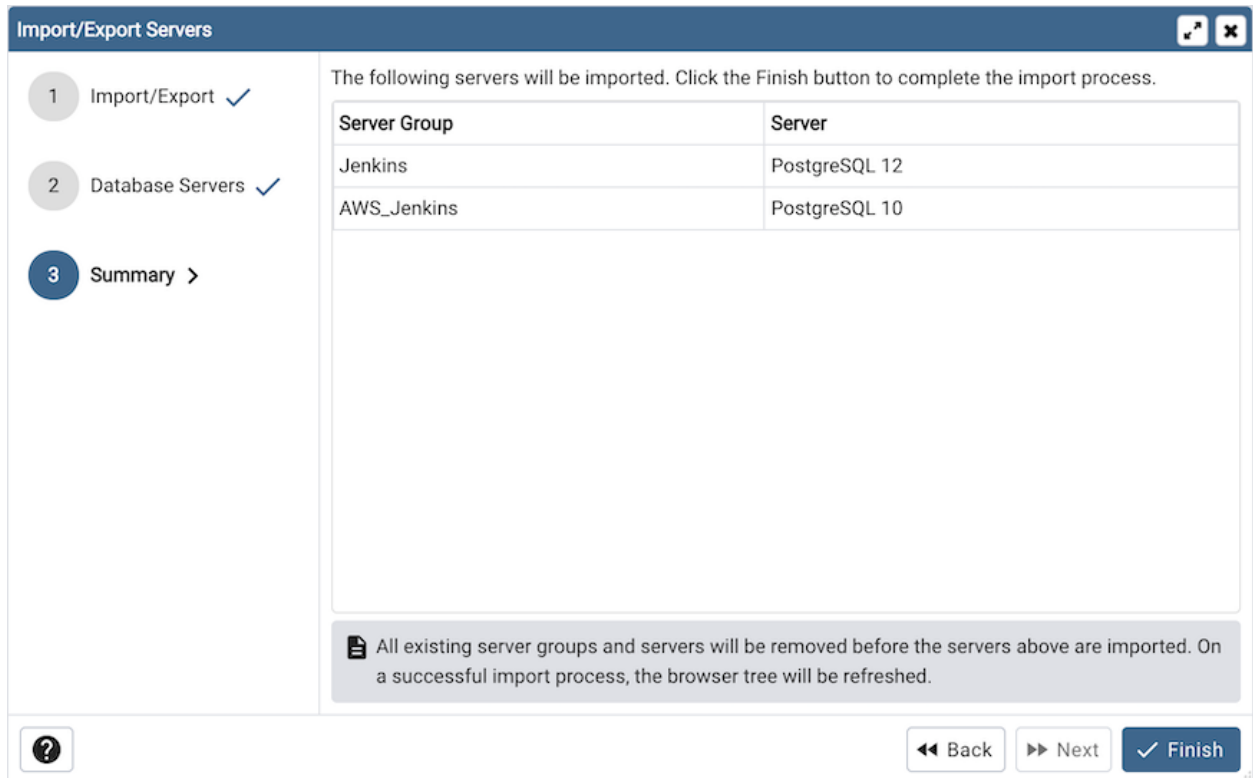 Import/Export Servers
1 Import/Export
2 Database Servers
3 Summary
The following servers will be imported. Click the Finish button to complete the import process.
Server Group Server
Jenkins PostgreSQL 12
AWS_Jenkins PostgreSQL 10
All existing server groups and servers will be removed before the servers above are imported. On
a successful import process, the browser tree will be refreshed.
? Back Next Finish